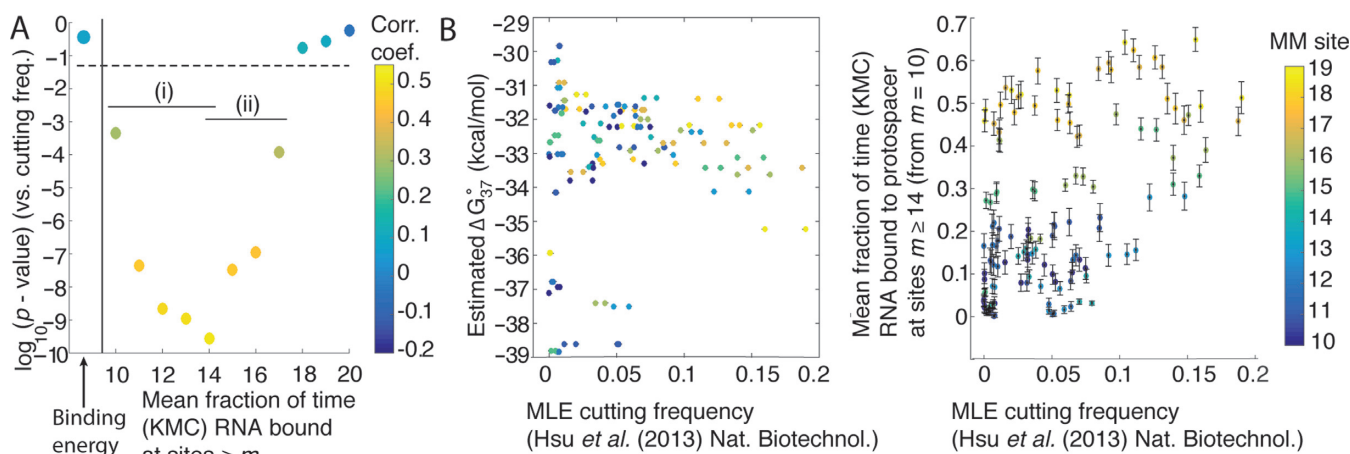 A
log10(p - value) (vs. cutting freq.)
0
-1
-2
-3
-4
-5
-6
-7
-8
-9
-10
(i)
(ii)
10 12 14 16 18 20
Binding
energy
Mean fraction of time
(KMC) RNA bound
at sites ≥ m
Corr.
coef.
0.5
0.4
0.3
0.2
0.1
0
-0.1
-0.2
B
Estimated ΔG°37 (kcal/mol)
-29
-30
-31
-32
-33
-34
-35
-36
-37
-38
-39
0 0.05 0.1 0.15 0.2
MLE cutting frequency
(Hsu et al. (2013) Nat. Biotechnol.)
Mean fraction of time (KMC)
RNA bound to protospacer
at sites m ≥ 14 (from m = 10)
0.7
0.6
0.5
0.4
0.3
0.2
0.1
0
0 0.05 0.1 0.15 0.2
MLE cutting frequency
(Hsu et al. (2013) Nat. Biotechnol.)
MM site
19
18
17
16
15
14
13
12
11
10